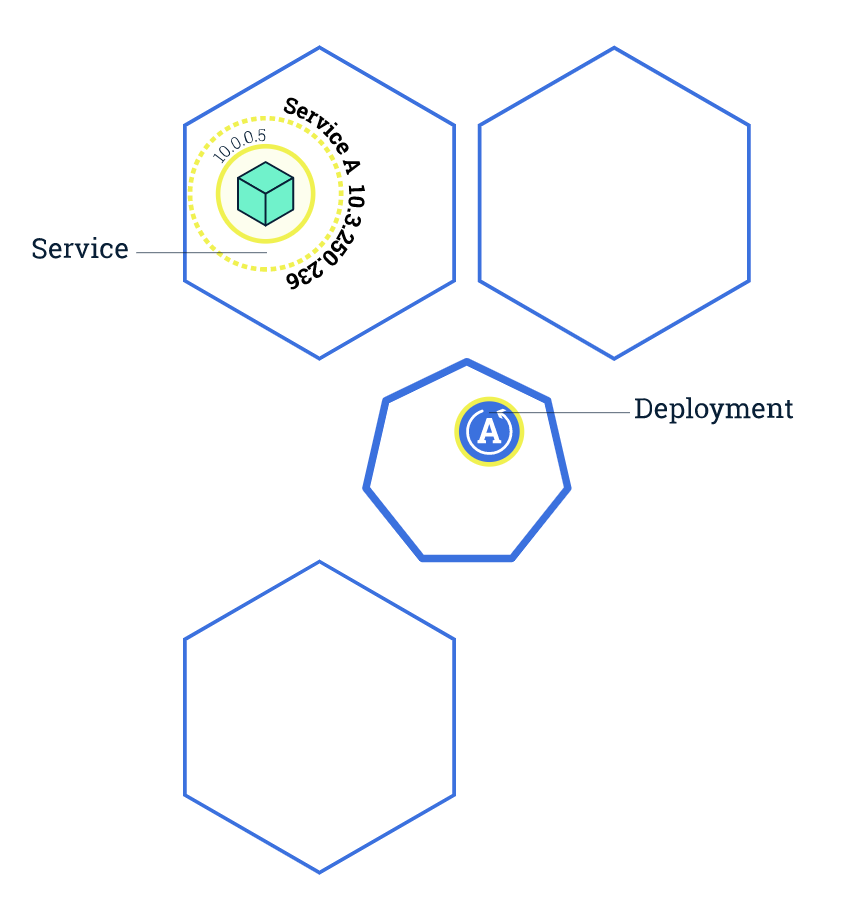 Service A 10.3.250.236
10.0.0.5
Service
Deployment
A